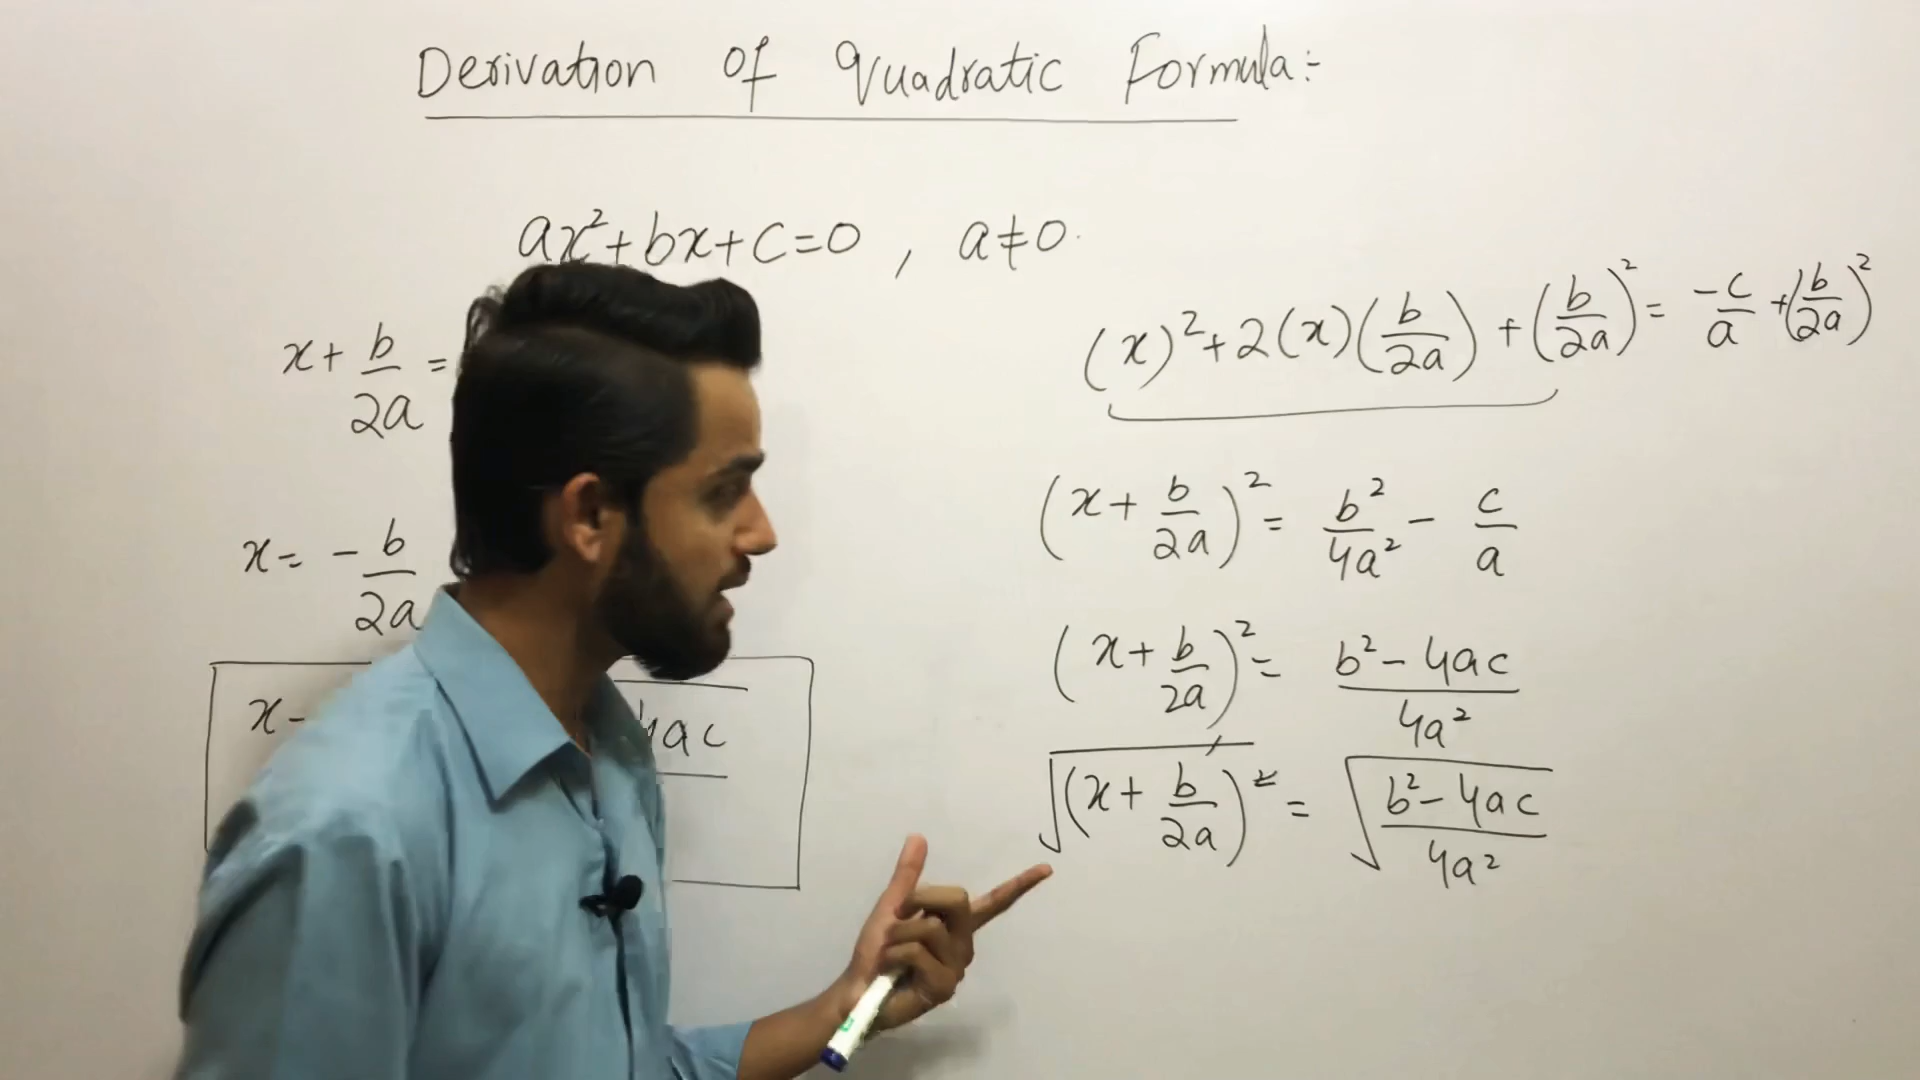 Derivation of Quadratic Formula:-
ax²+bx+c=0 , a≠0.
(x)²+2(x)(b/2a)+(b/2a)²= -c/a+(b/2a)²
(x+b/2a)²= b²/4a² - c/a
(x+b/2a)²= b²-4ac/4a²
√(x+b/2a)² = √b²-4ac/4a²
x+b/2a=
x= -b/2a
x- 4ac